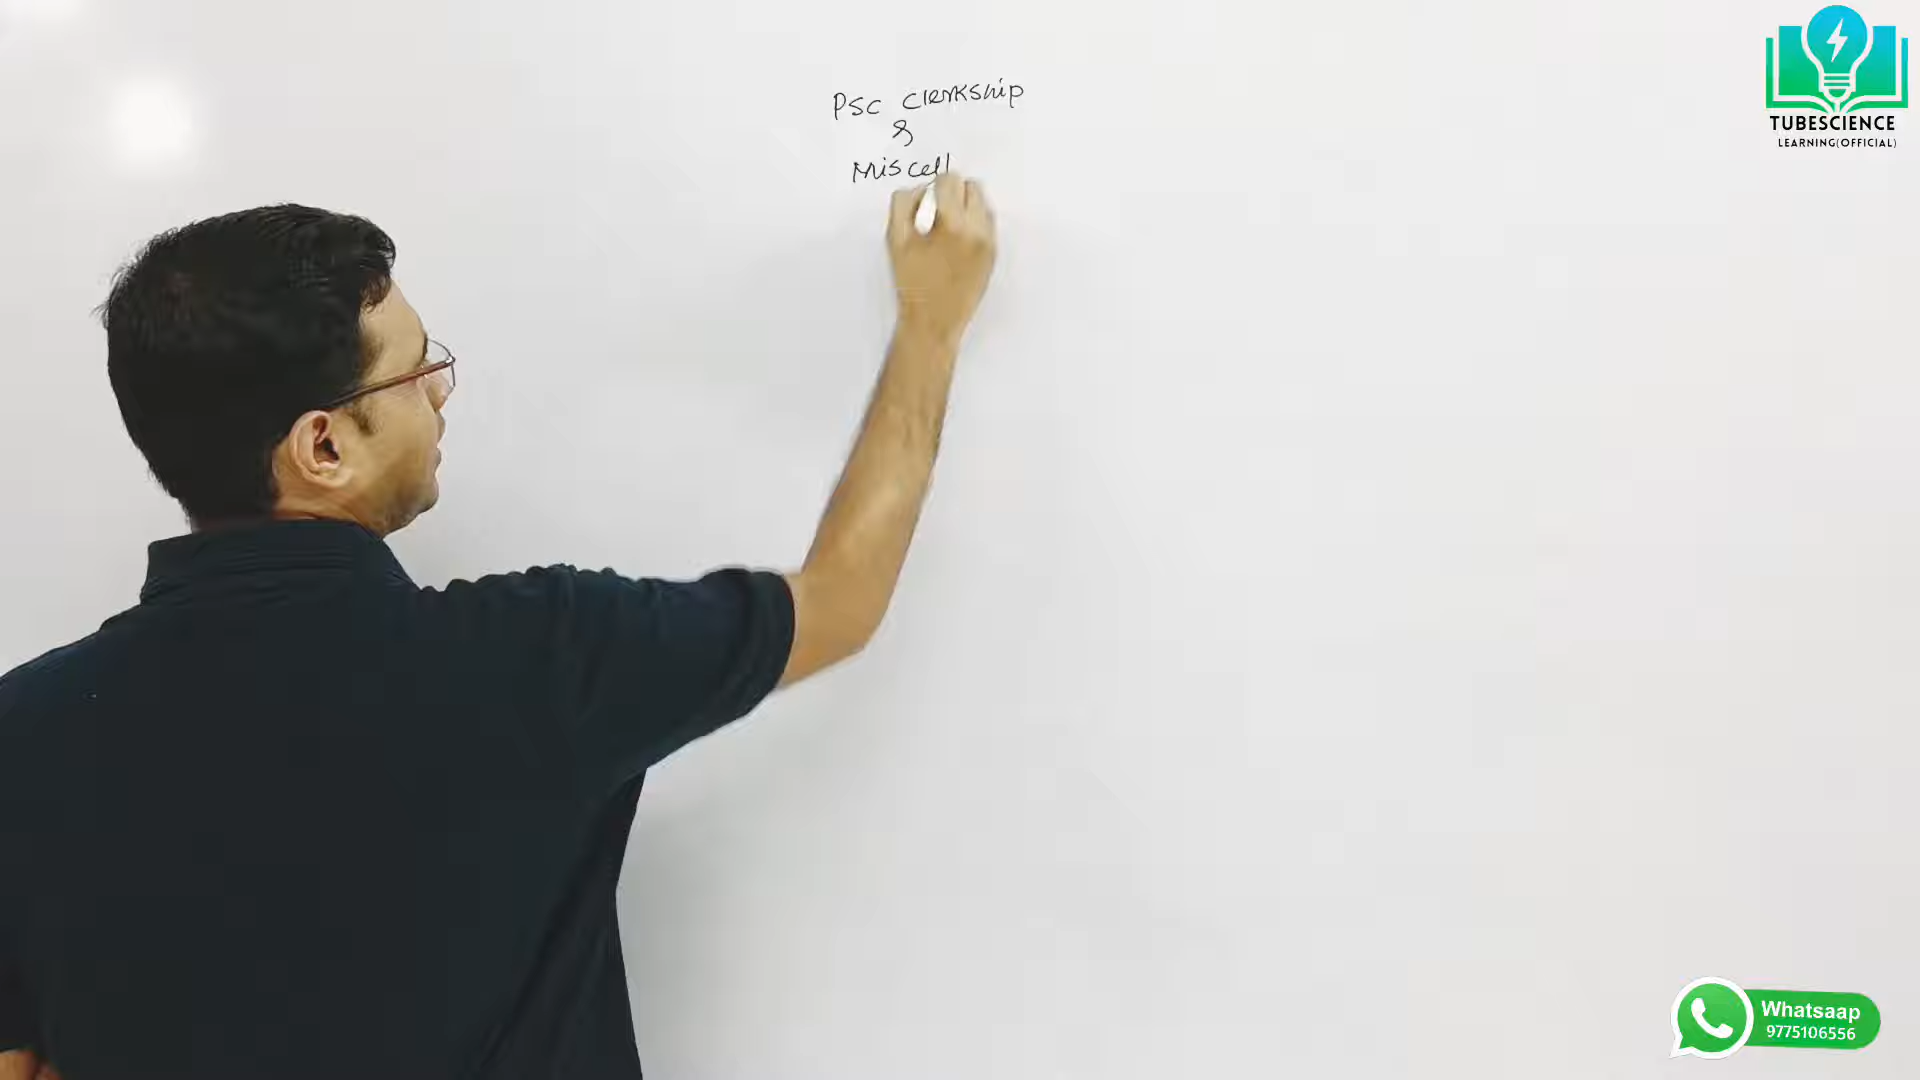 PSC Clerkship
&
Miscell
TUBESCIENCE
LEARNING(OFFICIAL)
Whatsaap
9775106556